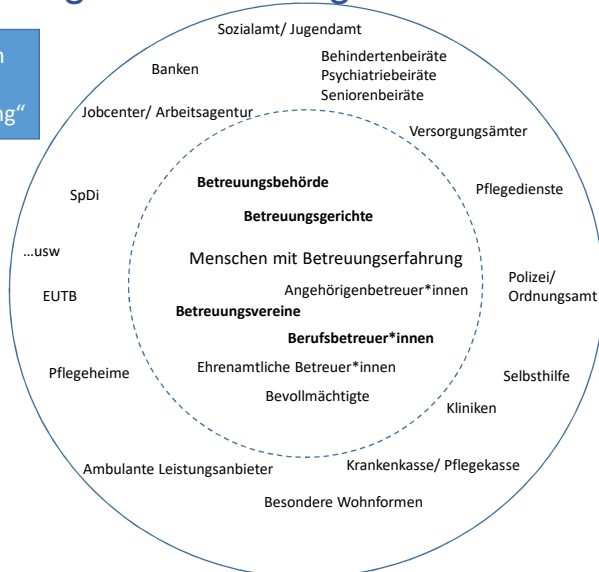 ng“
Sozialamt/ Jugendamt
Behindertenbeiräte
Psychiatriebeiräte
Seniorenbeiräte
Banken
Jobcenter/ Arbeitsagentur
Versorgungsämter
Betreuungsbehörde
Pflegedienste
SpDi
Betreuungsgerichte
…usw
Menschen mit Betreuungserfahrung
Polizei/
Ordnungsamt
EUTB
Angehörigenbetreuer*innen
Betreuungsvereine
Berufsbetreuer*innen
Pflegeheime
Ehrenamtliche Betreuer*innen
Selbsthilfe
Bevollmächtigte
Kliniken
Ambulante Leistungsanbieter
Krankenkasse/ Pflegekasse
Besondere Wohnformen